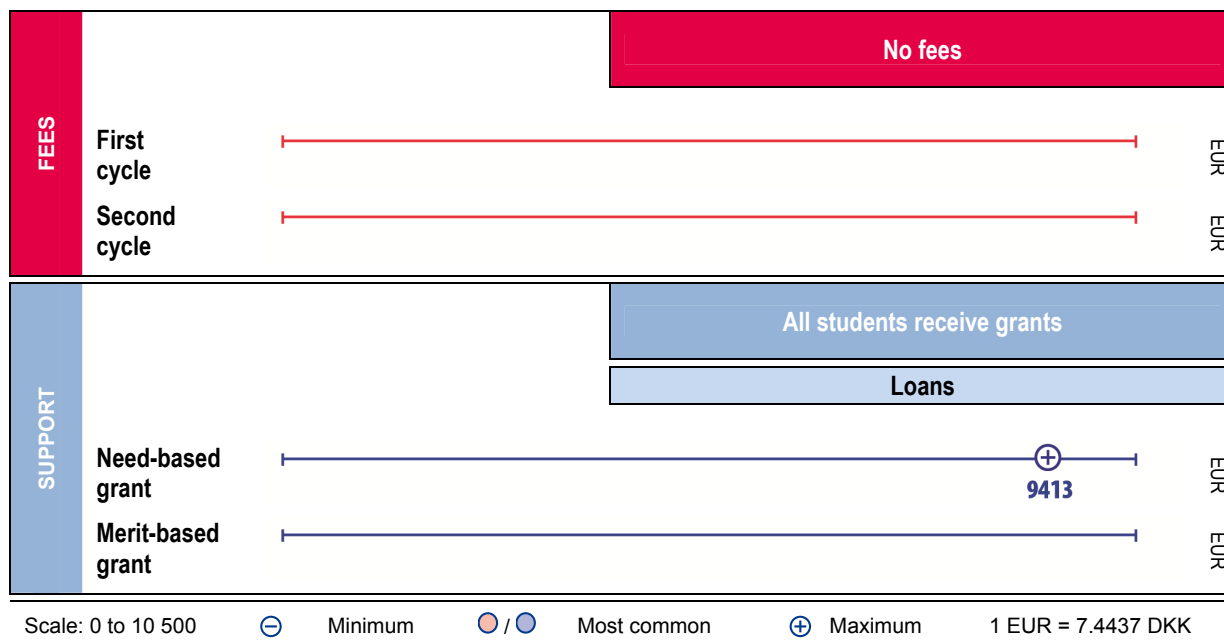 No fees
FEES
First
cycle
EUR
Second
cycle
EUR
All students receive grants
Loans
SUPPORT
Need-based
grant
9413
EUR
Merit-based
grant
EUR
Scale: 0 to 10 500 Minimum / Most common Maximum 1 EUR = 7.4437 DKK